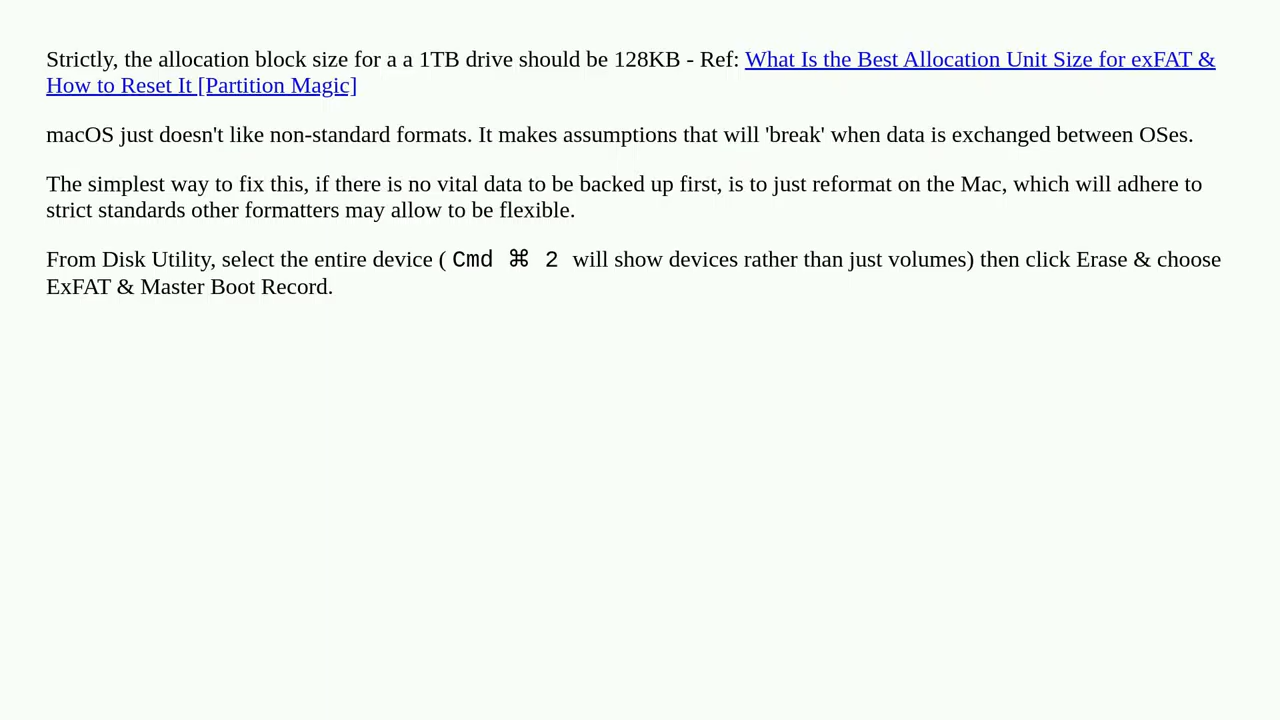 Strictly, the allocation block size for a a 1TB drive should be 128KB - Ref: What Is the Best Allocation Unit Size for exFAT &
How to Reset It [Partition Magic]
macOS just doesn't like non-standard formats. It makes assumptions that will 'break' when data is exchanged between OSes.
The simplest way to fix this, if there is no vital data to be backed up first, is to just reformat on the Mac, which will adhere to
strict standards other formatters may allow to be flexible.
From Disk Utility, select the entire device ( Cmd ⌘ 2 will show devices rather than just volumes) then click Erase & choose
ExFAT & Master Boot Record.